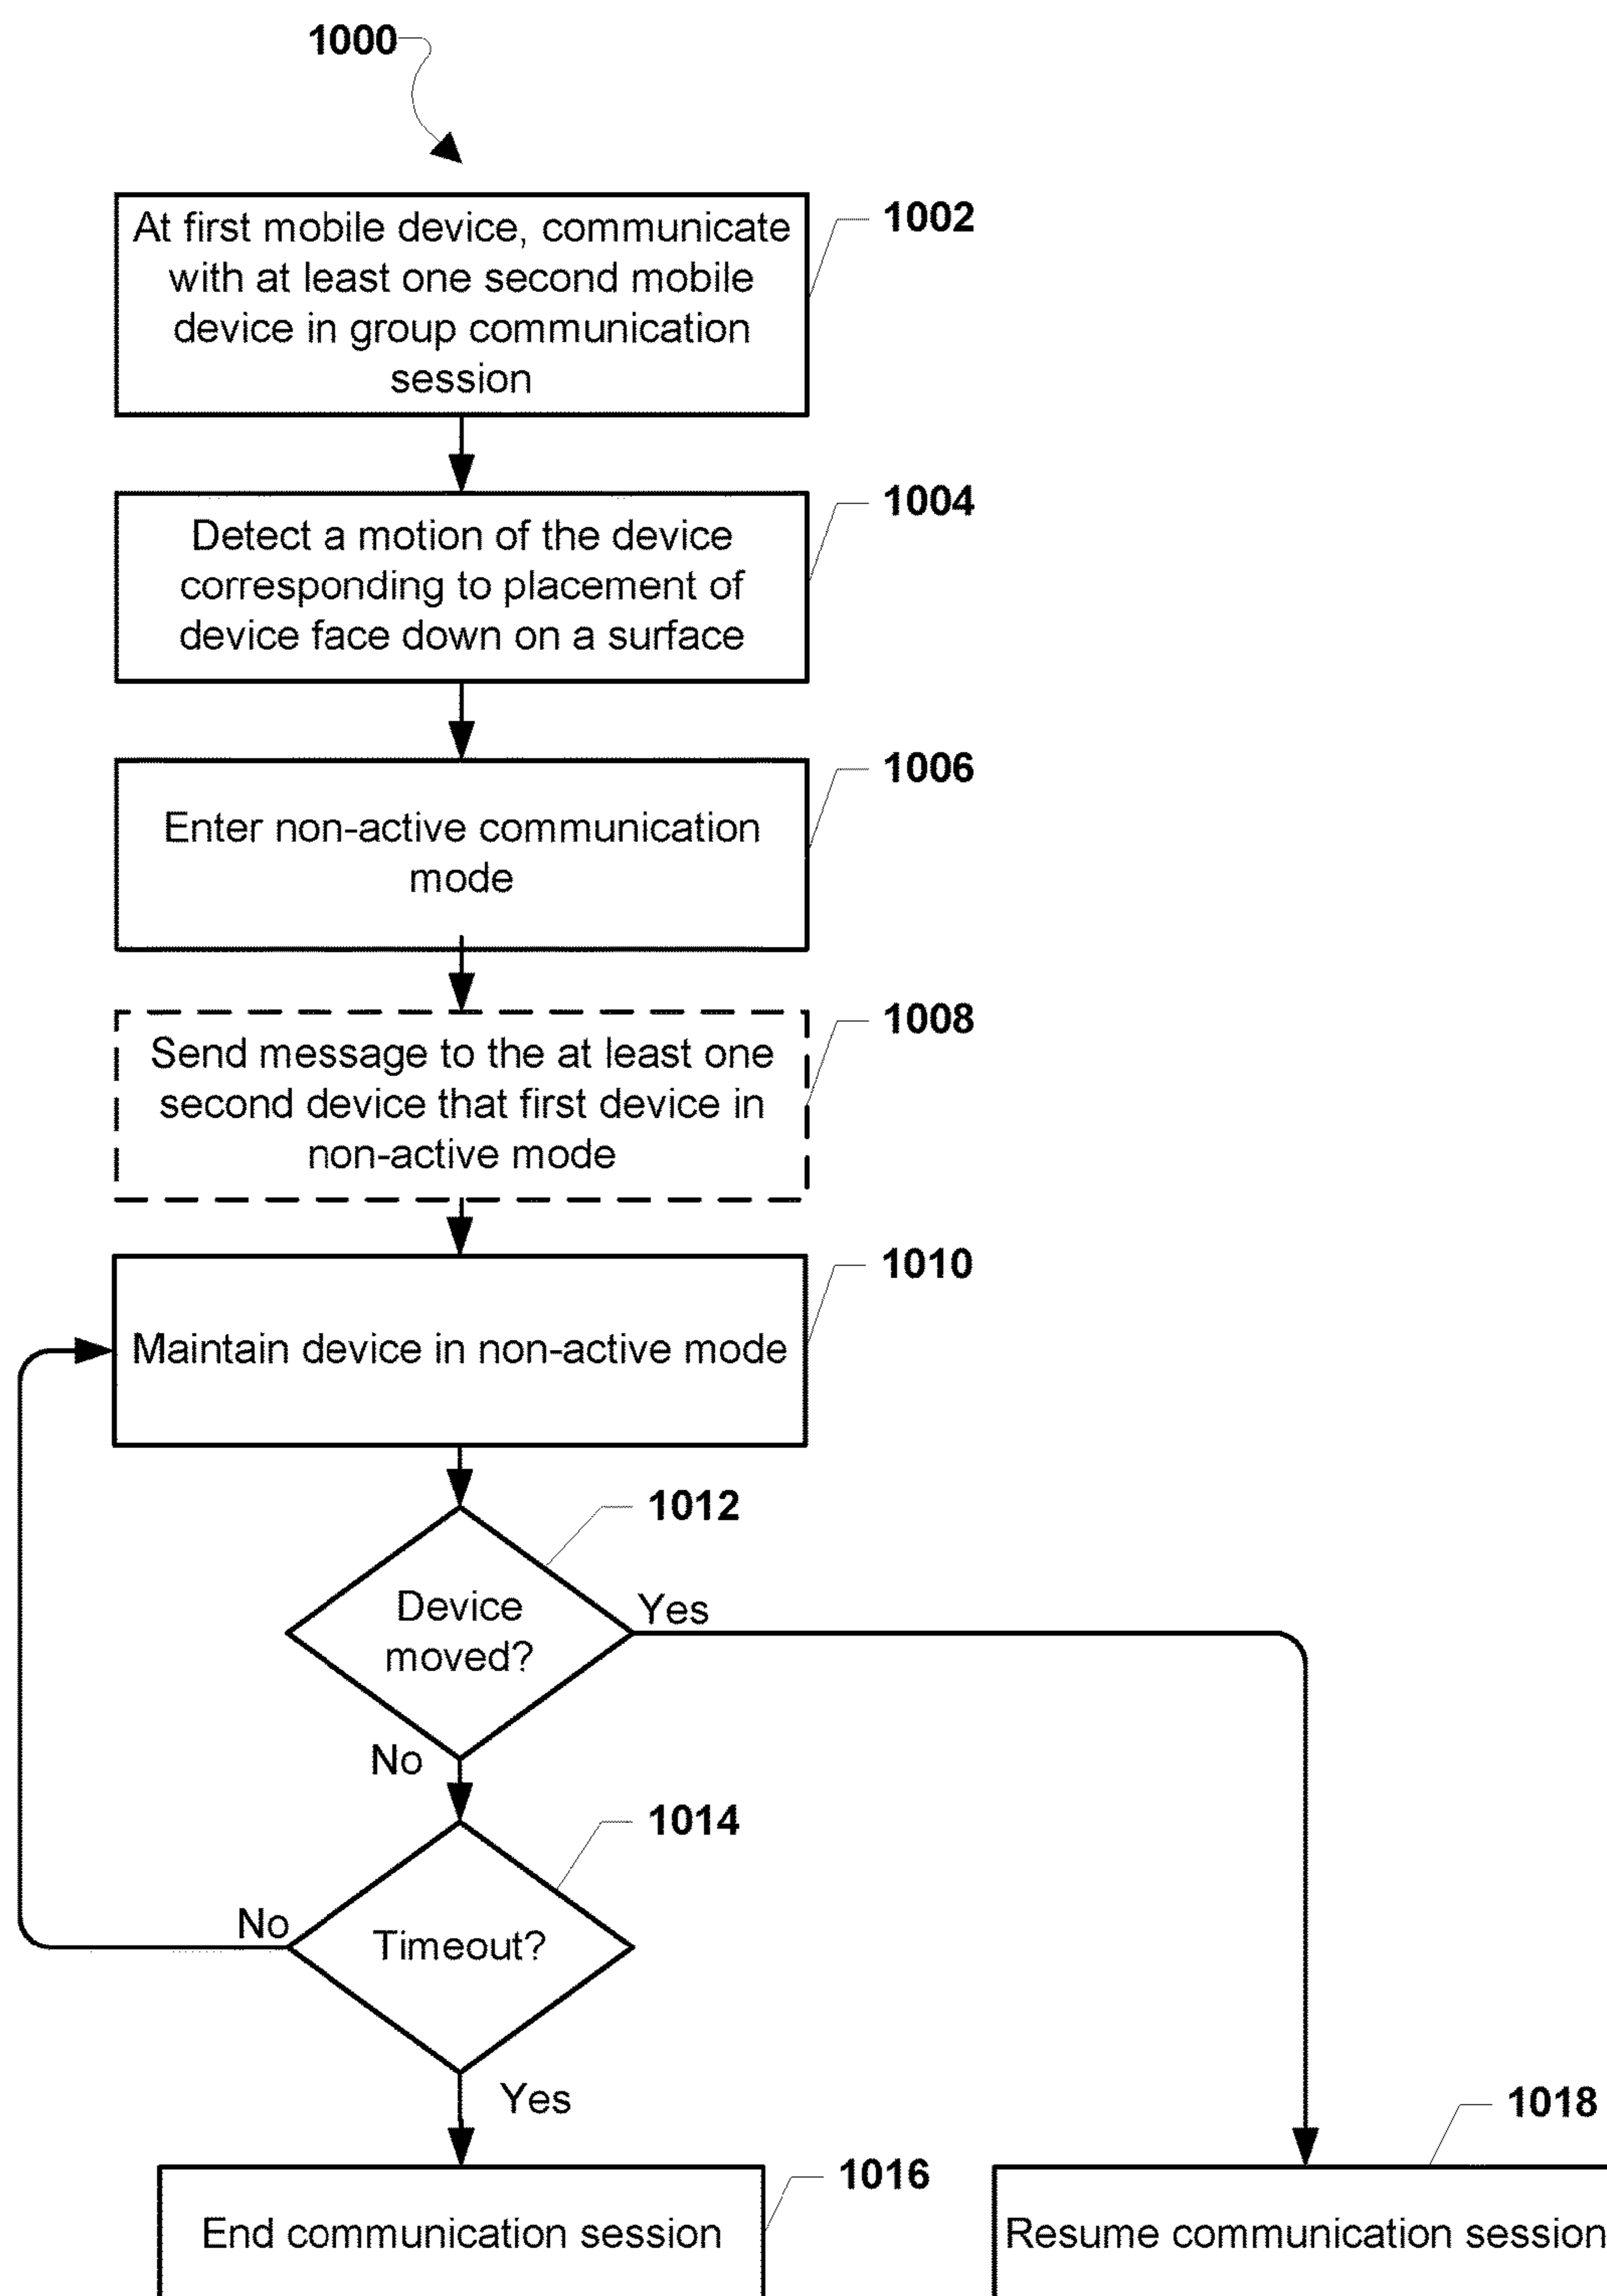 1000
At first mobile device, communicate
with at least one second mobile
device in group communication
session
1002
Detect a motion of the device
corresponding to placement of
device face down on a surface
1004
Enter non-active communication
mode
1006
Send message to the at least one
second device that first device in
non-active mode
1008
Maintain device in non-active mode
1010
Device
moved?
1012
Yes
No
Timeout?
1014
No
Yes
End communication session
1016
Resume communication session
1018